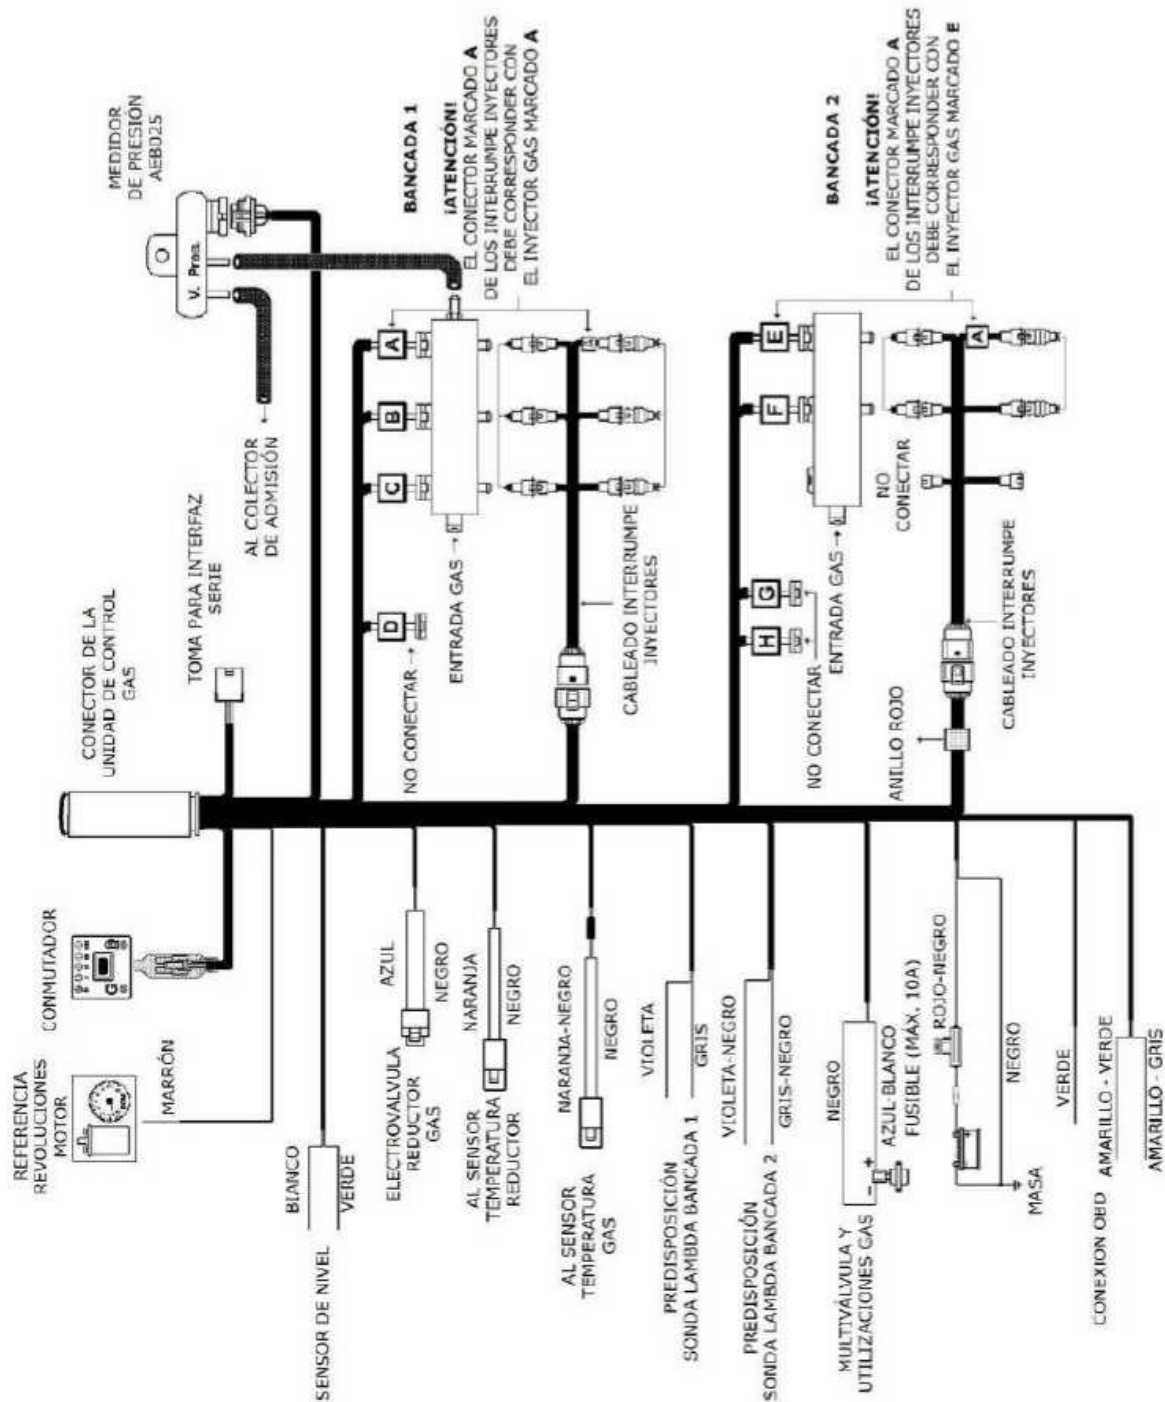 CONECTOR DE LA
UNIDAD DE CONTROL
GAS
TOMA PARA INTERFAZ
SERIE
MEDIDOR
DE PRESIÓN
AEB025
V. Pres.
AL COLECTOR
DE ADMISIÓN
BANCADA 1
¡ATENCIÓN!
EL CONECTOR MARCADO A
DE LOS INTERRUMPE INYECTORES
DEBE CORRESPONDER CON
EL INYECTOR GAS MARCADO A
D
C
B
A
NO CONECTAR
ENTRADA GAS
CABLEADO INTERRUMPE
INYECTORES
BANCADA 2
¡ATENCIÓN!
EL CONECTOR MARCADO A
DE LOS INTERRUMPE INYECTORES
DEBE CORRESPONDER CON
EL INYECTOR GAS MARCADO E
H
G
F
E
NO CONECTAR
ENTRADA GAS
NO
CONECTAR
A
ANILLO ROJO
CABLEADO INTERRUMPE
INYECTORES
CONMUTADOR
G
B
REFERENCIA
REVOLUCIONES
MOTOR
MARRÓN
BIANCO
VERDE
SENSOR DE NIVEL
AZUL
NEGRO
ELECTROVALVULA
REDUCTOR
GAS
NARANJA
NEGRO
AL SENSOR
TEMPERATURA
REDUCTOR
NARANJA-NEGRO
NEGRO
AL SENSOR
TEMPERATURA
GAS
VIOLETA
GRIS
PREDISPOSICIÓN
SONDA LAMBDA BANCADA 1
VIOLETA-NEGRO
GRIS-NEGRO
PREDISPOSICIÓN
SONDA LAMBDA BANCADA 2
NEGRO
AZUL-BLANCO
MULTIVÁLVULA Y
UTILIZACIONES GAS
FUSIBLE (MÁX. 10A)
ROJO-NEGRO
- +
NEGRO
MASA
VERDE
CONEXION OBD
AMARILLO - VERDE
AMARILLO - GRIS